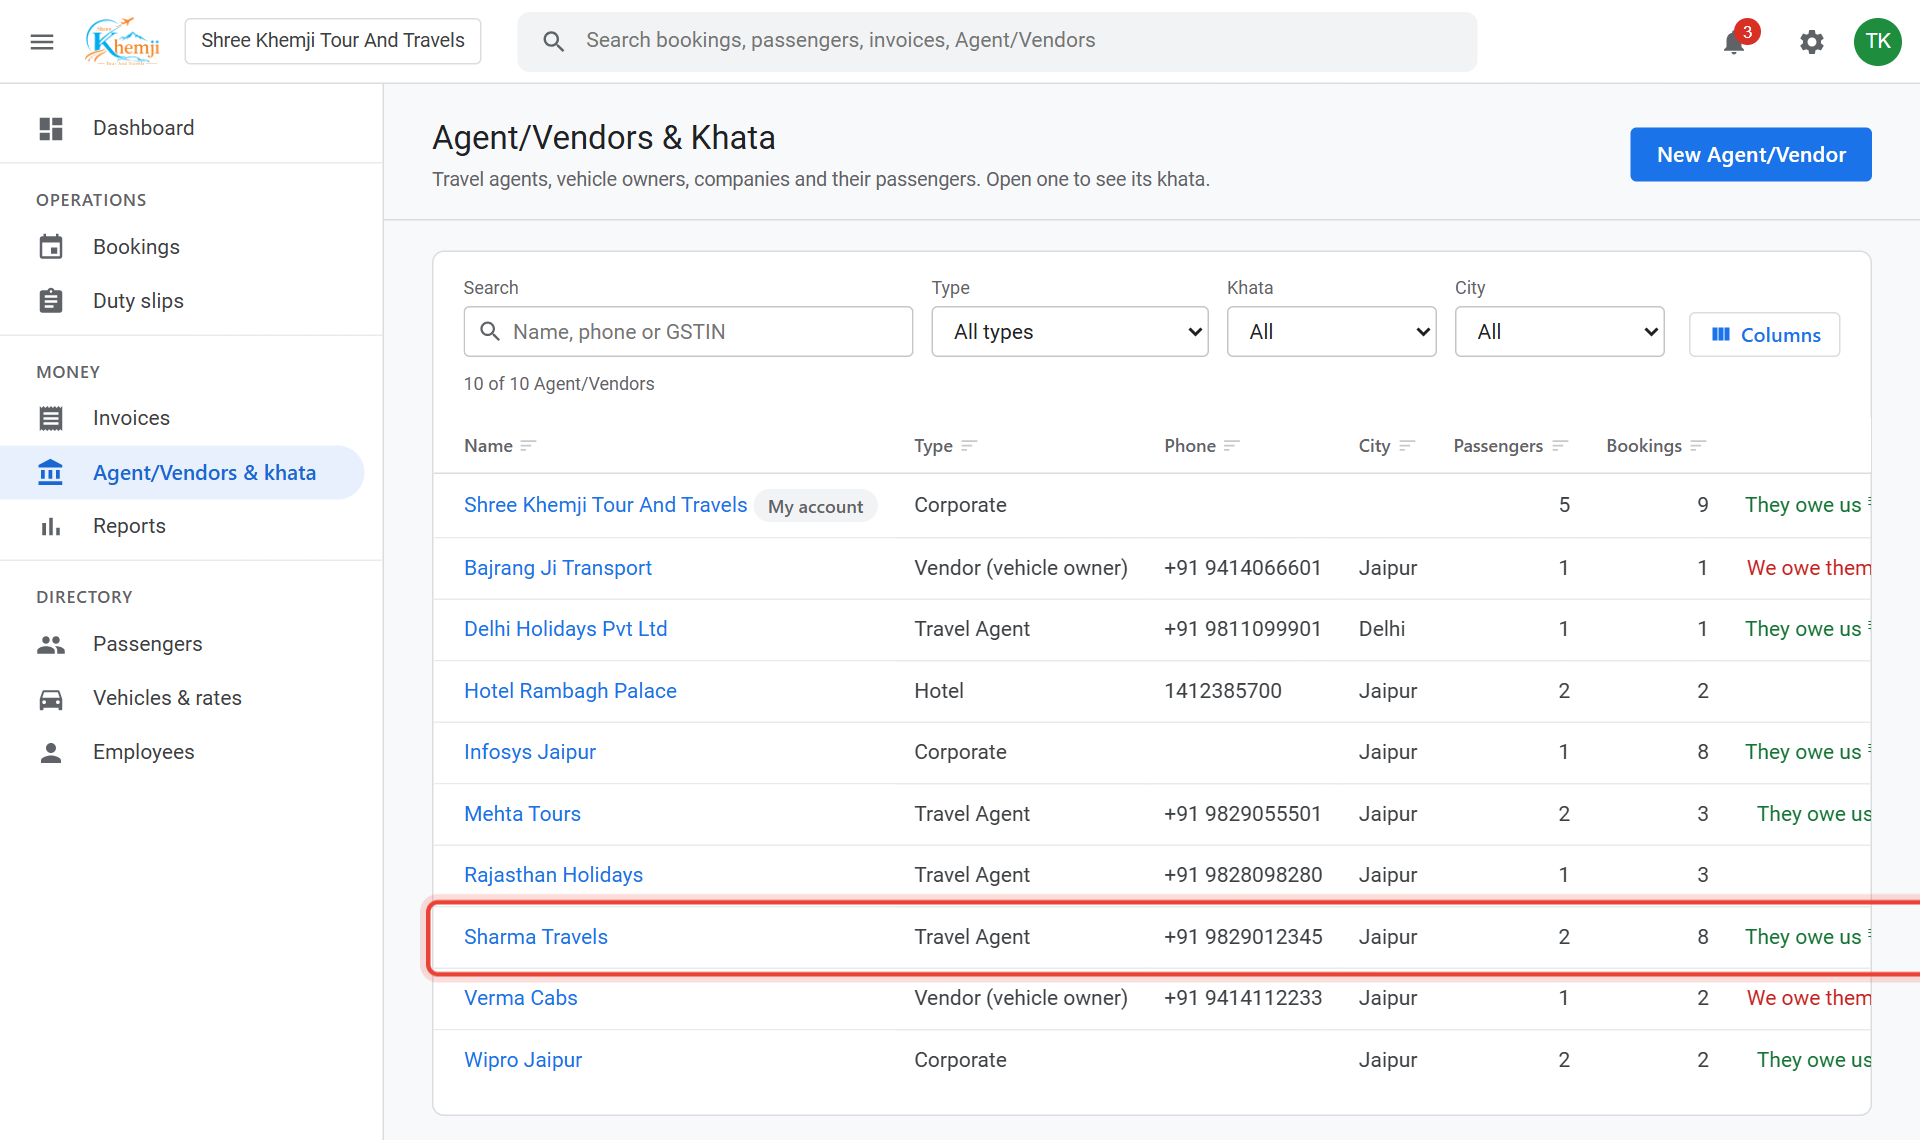 Khemji
Shree Khemji Tour And Travels
Search bookings, passengers, invoices, Agent/Vendors
3
TK
Dashboard
OPERATIONS
Bookings
Duty slips
MONEY
Invoices
Agent/Vendors & khata
Reports
DIRECTORY
Passengers
Vehicles & rates
Employees
Agent/Vendors & Khata
Travel agents, vehicle owners, companies and their passengers. Open one to see its khata.
New Agent/Vendor
Search Type Khata City
Name, phone or GSTIN All types All All Columns
10 of 10 Agent/Vendors
Name Type Phone City Passengers Bookings
Shree Khemji Tour And Travels My account Corporate 5 9 They owe us
Bajrang Ji Transport Vendor (vehicle owner) +91 9414066601 Jaipur 1 1 We owe them
Delhi Holidays Pvt Ltd Travel Agent +91 9811099901 Delhi 1 1 They owe us
Hotel Rambagh Palace Hotel 1412385700 Jaipur 2 2
Infosys Jaipur Corporate Jaipur 1 8 They owe us
Mehta Tours Travel Agent +91 9829055501 Jaipur 2 3 They owe us
Rajasthan Holidays Travel Agent +91 9828098280 Jaipur 1 3
Sharma Travels Travel Agent +91 9829012345 Jaipur 2 8 They owe us
Verma Cabs Vendor (vehicle owner) +91 9414112233 Jaipur 1 2 We owe them
Wipro Jaipur Corporate Jaipur 2 2 They owe us